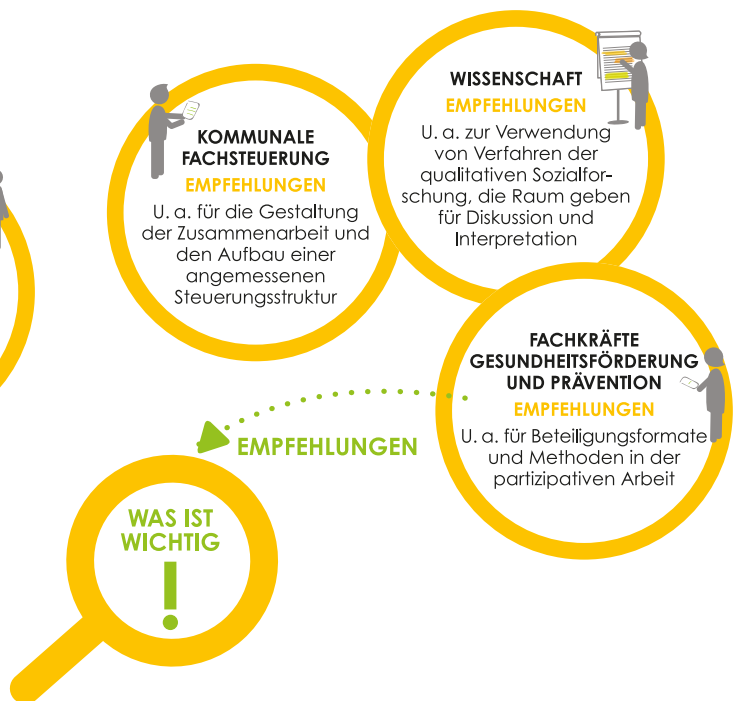 KOMMUNALE
FACHSTEUERUNG
EMPFEHLUNGEN
U. a. für die Gestaltung
der Zusammenarbeit und
den Aufbau einer
angemessenen
Steuerungsstruktur
WISSENSCHAFT
EMPFEHLUNGEN
U. a. zur Verwendung
von Verfahren der
qualitativen Sozialfor-
schung, die Raum geben
für Diskussion und
Interpretation
FACHKRÄFTE
GESUNDHEITSFÖRDERUNG
UND PRÄVENTION
EMPFEHLUNGEN
U. a. für Beteiligungsformate
und Methoden in der
partizipativen Arbeit
EMPFEHLUNGEN
WAS IST
WICHTIG
!